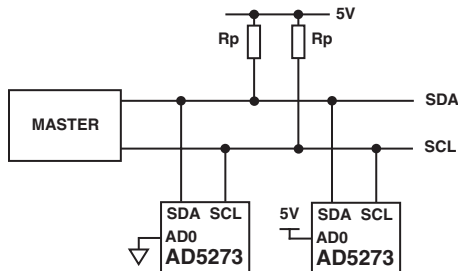 5V
Rp Rp
SDA
MASTER
SCL
SDA SCL 5V SDA SCL
AD0 AD0
AD5273 AD5273